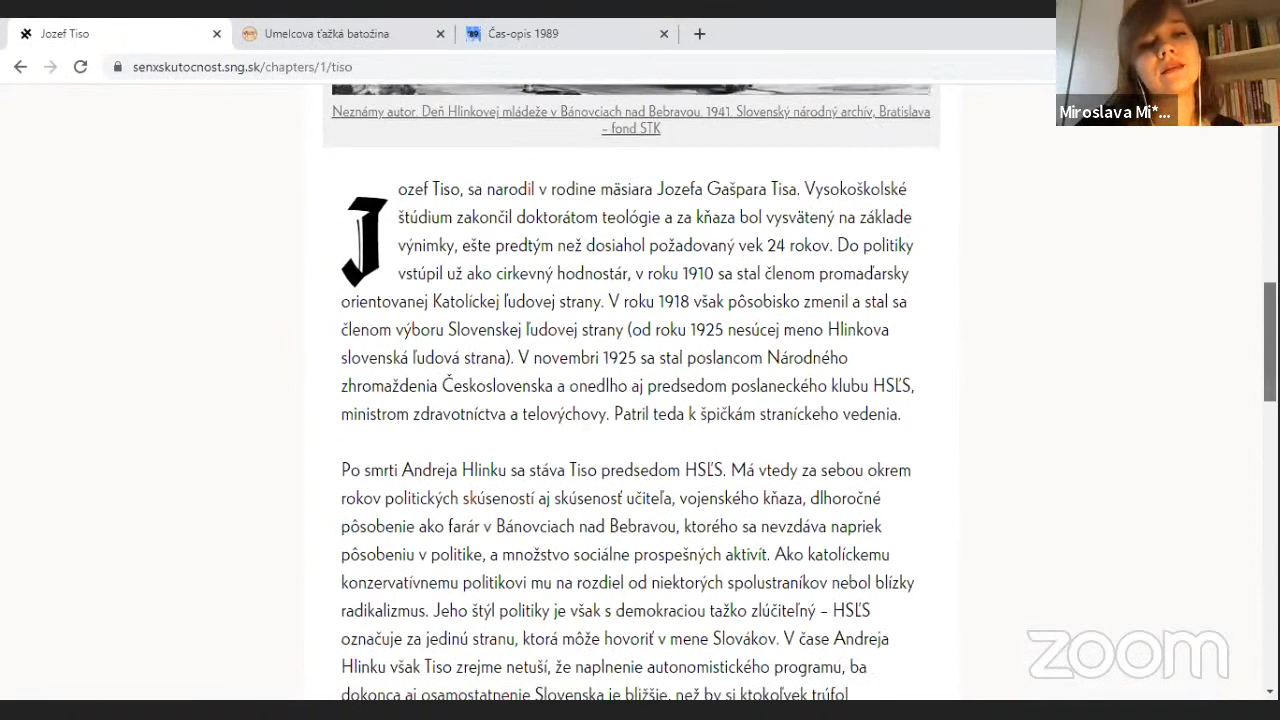 Jozef Tiso
Umelcova ťažká batožina
Čas-opis 1989
senxskutocnost.sng.sk/chapters/1/tiso
Miroslava Mi*...
Neznámy autor. Deň Hlinkovej mládeže v Bánovciach nad Bebravou. 1941. Slovenský národný archív, Bratislava
– fond STK
Jozef Tiso, sa narodil v rodine mäsiara Jozefa Gašpara Tisa. Vysokoškolské
štúdium zakončil doktorátom teológie a za kňaza bol vysvätený na základe
výnimky, ešte predtým než dosiahol požadovaný vek 24 rokov. Do politiky
vstúpil už ako cirkevný hodnostár, v roku 1910 sa stal členom promaďarsky
orientovanej Katolíckej ľudovej strany. V roku 1918 však pôsobisko zmenil a stal sa
členom výboru Slovenskej ľudovej strany (od roku 1925 nesúcej meno Hlinkova
slovenská ľudová strana). V novembri 1925 sa stal poslancom Národného
zhromaždenia Československa a onedlho aj predsedom poslaneckého klubu HSĽS,
ministrom zdravotníctva a telovýchovy. Patril teda k špičkám straníckeho vedenia.
Po smrti Andreja Hlinku sa stáva Tiso predsedom HSĽS. Má vtedy za sebou okrem
rokov politických skúseností aj skúsenosť učiteľa, vojenského kňaza, dlhoročné
pôsobenie ako farár v Bánovciach nad Bebravou, ktorého sa nevzdáva napriek
pôsobeniu v politike, a množstvo sociálne prospešných aktivít. Ako katolíckemu
konzervatívnemu politikovi mu na rozdiel od niektorých spolustraníkov nebol blízky
radikalizmus. Jeho štýl politiky je však s demokraciou tažko zlúčiteľný – HSĽS
označuje za jedinú stranu, ktorá môže hovoriť v mene Slovákov. V čase Andreja
Hlinku však Tiso zrejme netuší, že naplnenie autonomistického programu, ba
dokonca aj osamostatnenie Slovenska je bližšie, než by si ktokoľvek trúfol
zoom